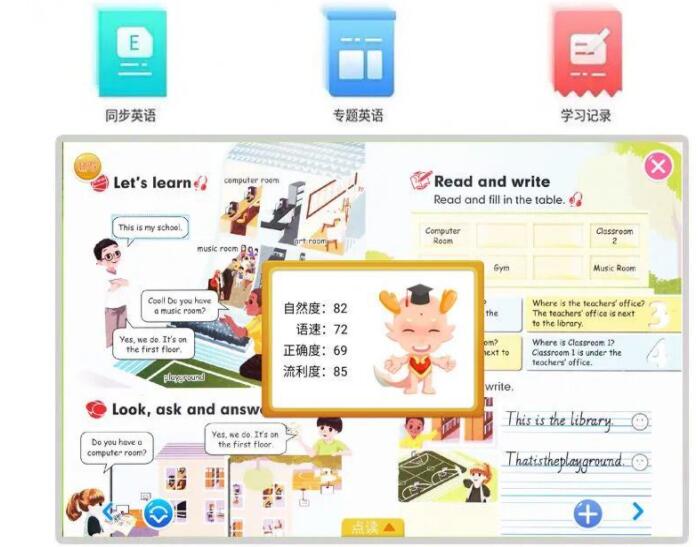 E
同步英语
专题英语
学习记录
Let's learn
computer room
This is my school.
art room
music room
Cool! Do you have
a music room?
Yes, we do. It's on
the first floor.
playground
Look, ask and answ
Do you have a
computer room?
Yes, we do. It's on
the first floor.
Read and write
Read and fill in the table.
Computer
Room
Classroom
2
Gym
Music Room
?
the
Where is the teachers' office?
The teachers' office is next
to the library.
3
om?
next to
Where is Classroom 1?
Classroom 1 is under the
teachers' office.
4
write.
This is the library.
Thatistheplayground.
自然度：82
语速：72
正确度：69
流利度：85
点读